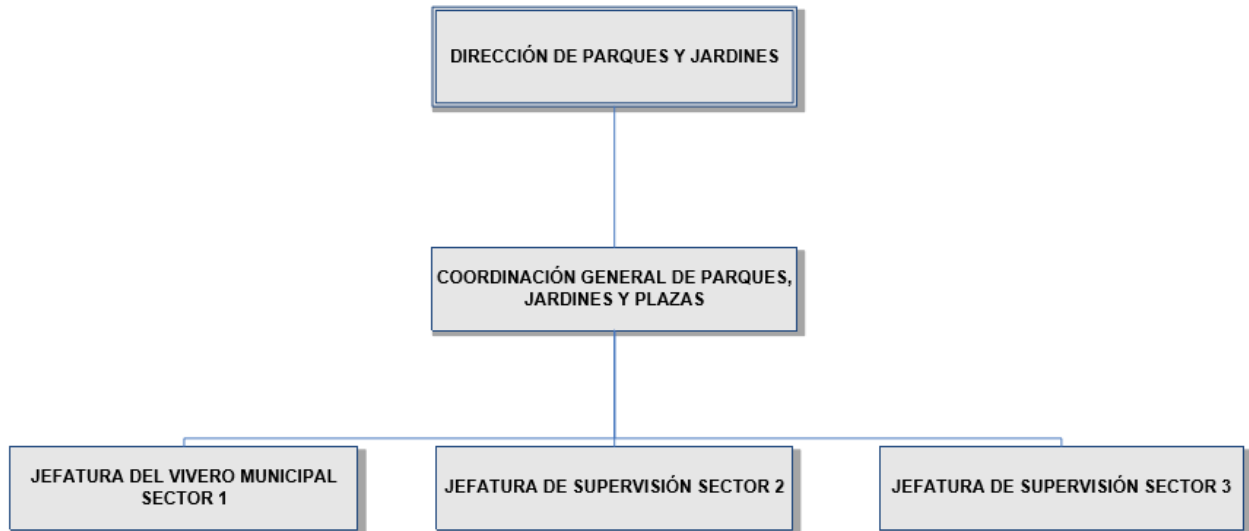 DIRECCIÓN DE PARQUES Y JARDINES
COORDINACIÓN GENERAL DE PARQUES,
JARDINES Y PLAZAS
JEFATURA DEL VIVERO MUNICIPAL
SECTOR 1
JEFATURA DE SUPERVISIÓN SECTOR 2
JEFATURA DE SUPERVISIÓN SECTOR 3